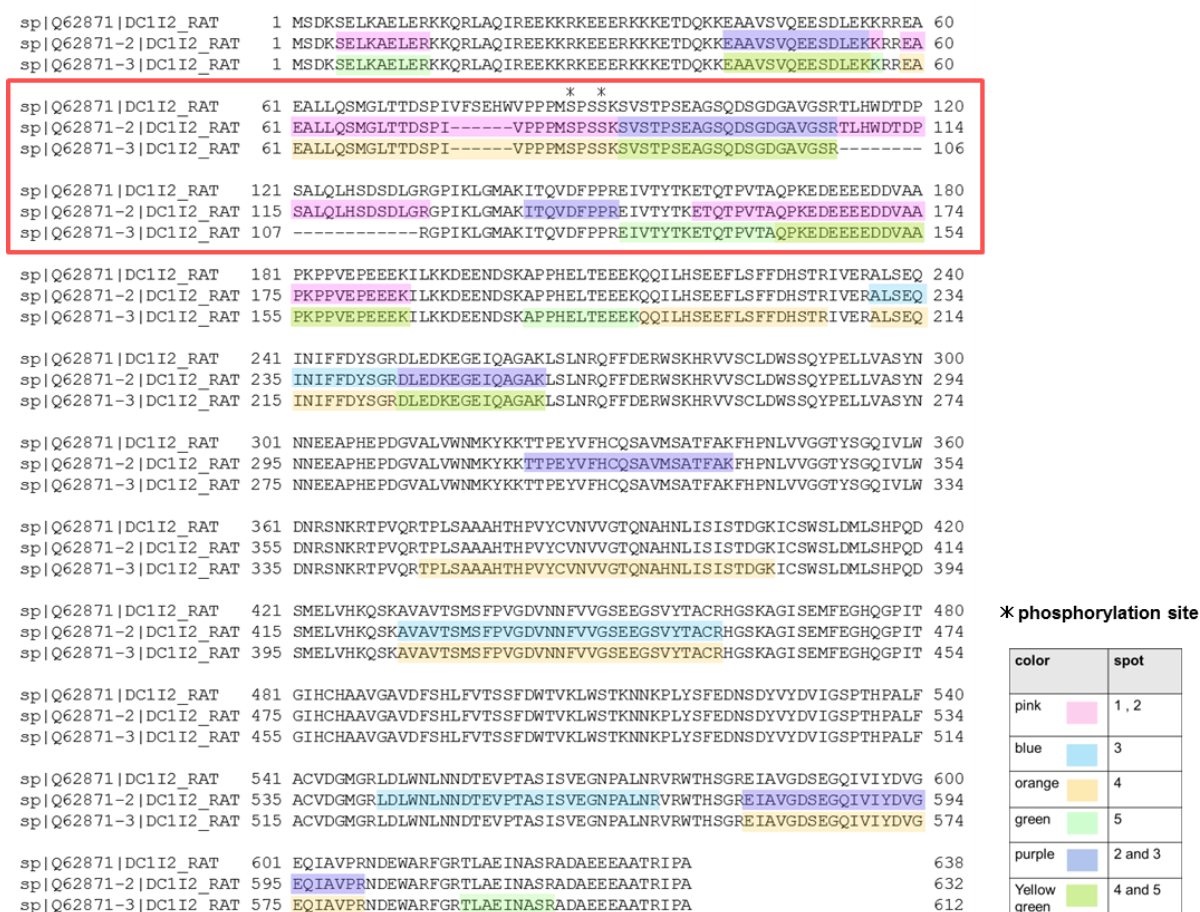 sp|Q62871|DC1I2_RAT 1 MSDKSELKAELERKKQRLAQIREEKKRKEEERKKKETDQKKEAAVSVQEESDLEKKRREA 60
sp|Q62871-2|DC1I2_RAT 1 MSDKSELKAELERKKQRLAQIREEKKRKEEERKKKETDQKKEAAVSVQEESDLEKKRREA 60
sp|Q62871-3|DC1I2_RAT 1 MSDKSELKAELERKKQRLAQIREEKKRKEEERKKKETDQKKEAAVSVQEESDLEKKRREA 60
* *
sp|Q62871|DC1I2_RAT 61 EALLQSMGLTTDSPIVFSEHWVPPPMSPSSKSVSTPSEAGSQDSGDGAVGSRTLHWDTDP 120
sp|Q62871-2|DC1I2_RAT 61 EALLQSMGLTTDSPI------VPPPMSPSSKSVSTPSEAGSQDSGDGAVGSRTLHWDTDP 114
sp|Q62871-3|DC1I2_RAT 61 EALLQSMGLTTDSPI------VPPPMSPSSKSVSTPSEAGSQDSGDGAVGSR-------- 106
sp|Q62871|DC1I2_RAT 121 SALQLHSDSDLGRGPIKLGMAKITQVDFPPREIVTYTKETQTPVTAQPKEDEEEEDDVAA 180
sp|Q62871-2|DC1I2_RAT 115 SALQLHSDSDLGRGPIKLGMAKITQVDFPPREIVTYTKETQTPVTAQPKEDEEEEDDVAA 174
sp|Q62871-3|DC1I2_RAT 107 ------------RGPIKLGMAKITQVDFPPREIVTYTKETQTPVTAQPKEDEEEEDDVAA 154
sp|Q62871|DC1I2_RAT 181 PKPPVEPEEEKILKKDEENDSKAPPHELTEEEKQQILHSEEFLSFFDHSTRIVERALSEQ 240
sp|Q62871-2|DC1I2_RAT 175 PKPPVEPEEEKILKKDEENDSKAPPHELTEEEKQQILHSEEFLSFFDHSTRIVERALSEQ 234
sp|Q62871-3|DC1I2_RAT 155 PKPPVEPEEEKILKKDEENDSKAPPHELTEEEKQQILHSEEFLSFFDHSTRIVERALSEQ 214
sp|Q62871|DC1I2_RAT 241 INIFFDYSGRDLEDKEGEIQAGAKLSLNRQFFDERWSKHRVVSCLDWSSQYPELLVASYN 300
sp|Q62871-2|DC1I2_RAT 235 INIFFDYSGRDLEDKEGEIQAGAKLSLNRQFFDERWSKHRVVSCLDWSSQYPELLVASYN 294
sp|Q62871-3|DC1I2_RAT 215 INIFFDYSGRDLEDKEGEIQAGAKLSLNRQFFDERWSKHRVVSCLDWSSQYPELLVASYN 274
sp|Q62871|DC1I2_RAT 301 NNEEAPHEPDGVALVWNMKYKKTTPEYVFHCQSAVMSATFAKFHPNLVVGGTYSGQIVLW 360
sp|Q62871-2|DC1I2_RAT 295 NNEEAPHEPDGVALVWNMKYKKTTPEYVFHCQSAVMSATFAKFHPNLVVGGTYSGQIVLW 354
sp|Q62871-3|DC1I2_RAT 275 NNEEAPHEPDGVALVWNMKYKKTTPEYVFHCQSAVMSATFAKFHPNLVVGGTYSGQIVLW 334
sp|Q62871|DC1I2_RAT 361 DNRSNKRTPVQRTPLSAAAHTHPVYCVNVVGTQNAHNLISISTDGKICSWSLDMLSHPQD 420
sp|Q62871-2|DC1I2_RAT 355 DNRSNKRTPVQRTPLSAAAHTHPVYCVNVVGTQNAHNLISISTDGKICSWSLDMLSHPQD 414
sp|Q62871-3|DC1I2_RAT 335 DNRSNKRTPVQRTPLSAAAHTHPVYCVNVVGTQNAHNLISISTDGKICSWSLDMLSHPQD 394
sp|Q62871|DC1I2_RAT 421 SMELVHKQSKAVAVTSMSFPVGDVNNFVVGSEEGSVYTACRHGSKAGISEMFEGHQGPIT 480
sp|Q62871-2|DC1I2_RAT 415 SMELVHKQSKAVAVTSMSFPVGDVNNFVVGSEEGSVYTACRHGSKAGISEMFEGHQGPIT 474
sp|Q62871-3|DC1I2_RAT 395 SMELVHKQSKAVAVTSMSFPVGDVNNFVVGSEEGSVYTACRHGSKAGISEMFEGHQGPIT 454
sp|Q62871|DC1I2_RAT 481 GIHCHAAVGAVDFSHLFVTSSFDWTVKLWSTKNNKPLYSFEDNSDYVYDVIGSPTHPALF 540
sp|Q62871-2|DC1I2_RAT 475 GIHCHAAVGAVDFSHLFVTSSFDWTVKLWSTKNNKPLYSFEDNSDYVYDVIGSPTHPALF 534
sp|Q62871-3|DC1I2_RAT 455 GIHCHAAVGAVDFSHLFVTSSFDWTVKLWSTKNNKPLYSFEDNSDYVYDVIGSPTHPALF 514
sp|Q62871|DC1I2_RAT 541 ACVDGMGRLDLWNLNNDTEVPTASISVEGNPALNRVRWTHSGREIAVGDSEGQIVIYDVG 600
sp|Q62871-2|DC1I2_RAT 535 ACVDGMGRLDLWNLNNDTEVPTASISVEGNPALNRVRWTHSGREIAVGDSEGQIVIYDVG 594
sp|Q62871-3|DC1I2_RAT 515 ACVDGMGRLDLWNLNNDTEVPTASISVEGNPALNRVRWTHSGREIAVGDSEGQIVIYDVG 574
sp|Q62871|DC1I2_RAT 601 EQIAVPRNDEWARFGRTLAEINASRADAEEEAATRIPA 638
sp|Q62871-2|DC1I2_RAT 595 EQIAVPRNDEWARFGRTLAEINASRADAEEEAATRIPA 632
sp|Q62871-3|DC1I2_RAT 575 EQIAVPRNDEWARFGRTLAEINASRADAEEEAATRIPA 612
* phosphorylation site
color spot
pink 1 , 2
blue 3
orange 4
green 5
purple 2 and 3
Yellow green 4 and 5